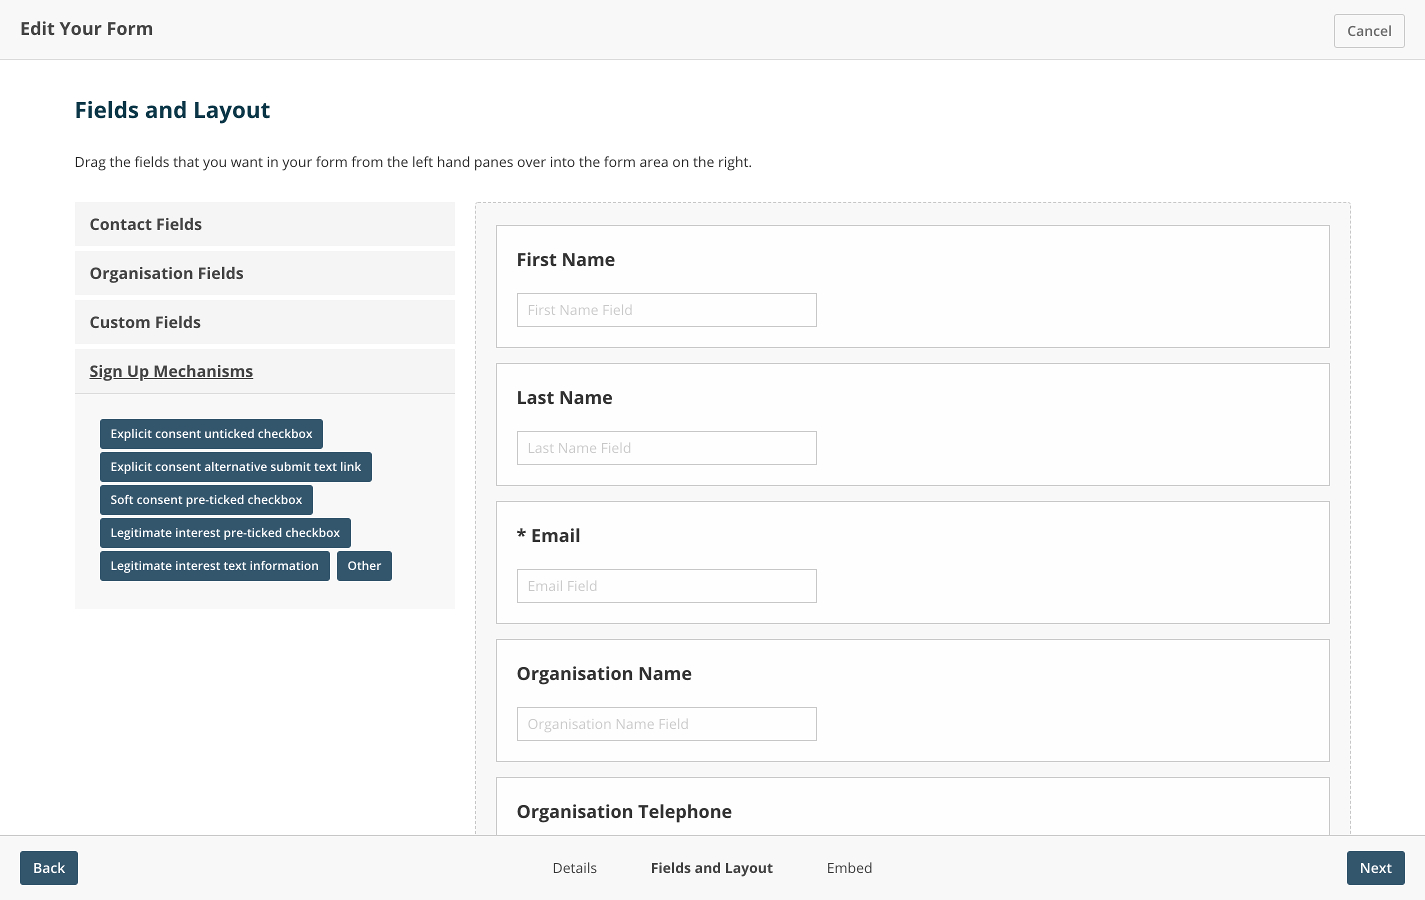 Edit Your Form
Cancel
Fields and Layout
Drag the fields that you want in your form from the left hand panes over into the form area on the right.
Contact Fields
Organisation Fields
Custom Fields
Sign Up Mechanisms
Explicit consent unticked checkbox
Explicit consent alternative submit text link
Soft consent pre-ticked checkbox
Legitimate interest pre-ticked checkbox
Legitimate interest text information
Other
First Name
First Name Field
Last Name
Last Name Field
* Email
Email Field
Organisation Name
Organisation Name Field
Organisation Telephone
Back
Details
Fields and Layout
Embed
Next